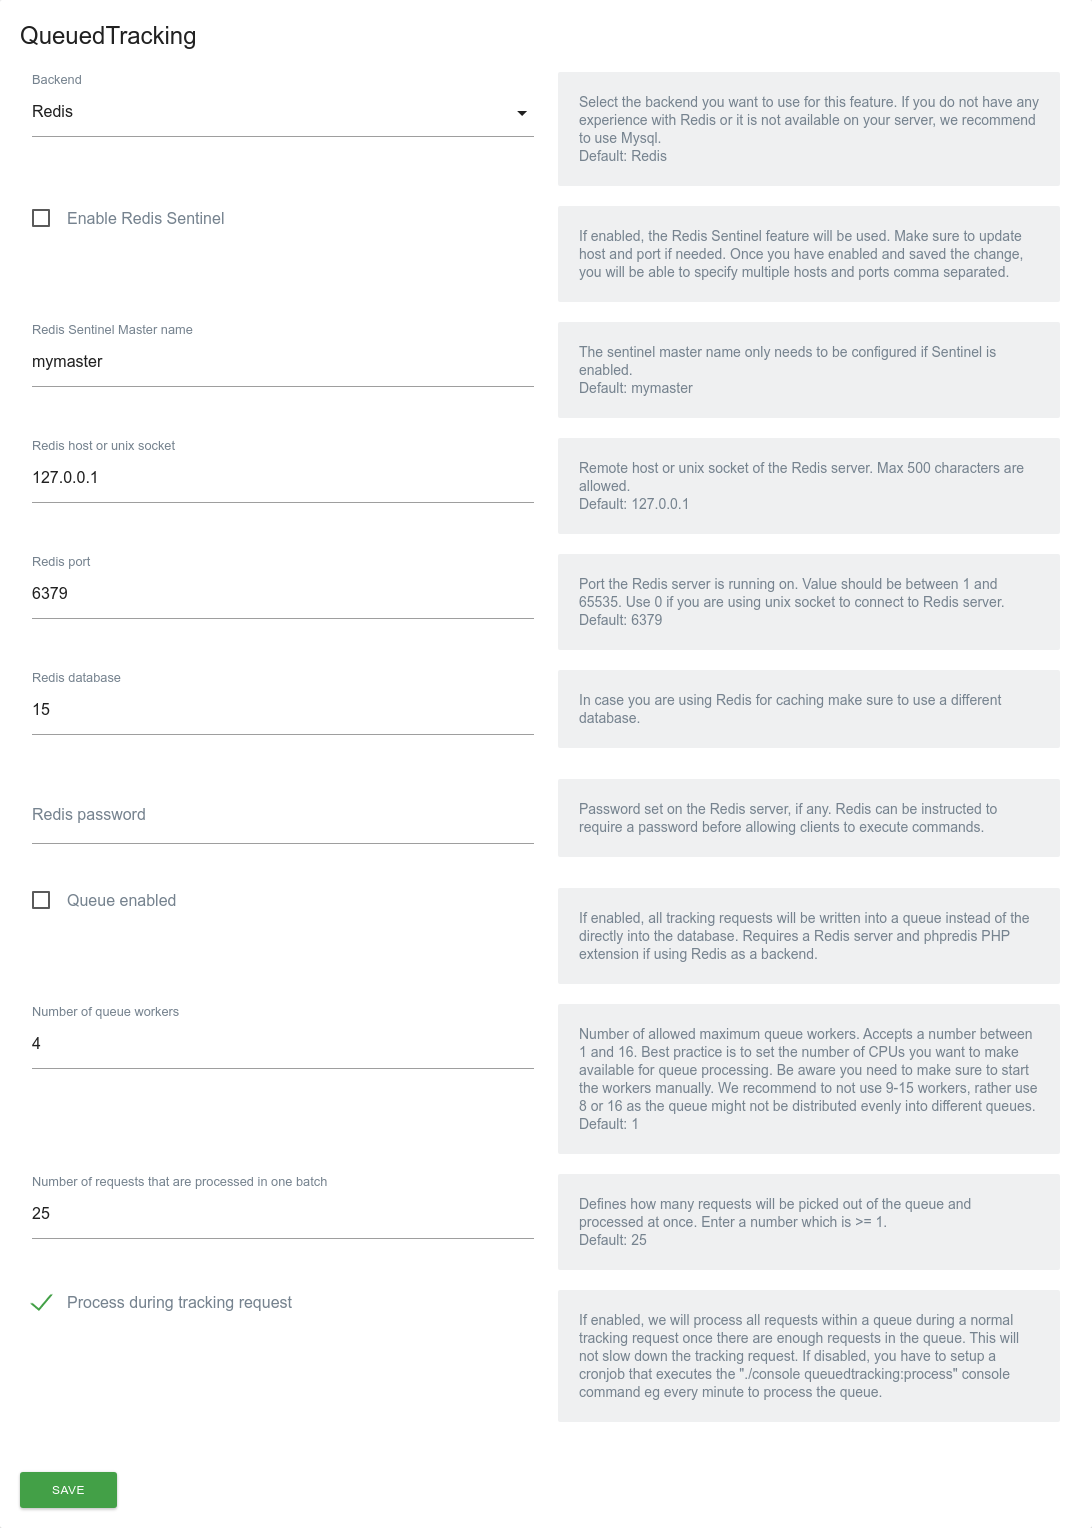 QueuedTracking
Backend
Redis
Select the backend you want to use for this feature. If you do not have any
experience with Redis or it is not available on your server, we recommend
to use Mysql.
Default: Redis
Enable Redis Sentinel
If enabled, the Redis Sentinel feature will be used. Make sure to update
host and port if needed. Once you have enabled and saved the change,
you will be able to specify multiple hosts and ports comma separated.
Redis Sentinel Master name
mymaster
The sentinel master name only needs to be configured if Sentinel is
enabled.
Default: mymaster
Redis host or unix socket
127.0.0.1
Remote host or unix socket of the Redis server. Max 500 characters are
allowed.
Default: 127.0.0.1
Redis port
6379
Port the Redis server is running on. Value should be between 1 and
65535. Use 0 if you are using unix socket to connect to Redis server.
Default: 6379
Redis database
15
In case you are using Redis for caching make sure to use a different
database.
Redis password
Password set on the Redis server, if any. Redis can be instructed to
require a password before allowing clients to execute commands.
Queue enabled
If enabled, all tracking requests will be written into a queue instead of the
directly into the database. Requires a Redis server and phpredis PHP
extension if using Redis as a backend.
Number of queue workers
4
Number of allowed maximum queue workers. Accepts a number between
1 and 16. Best practice is to set the number of CPUs you want to make
available for queue processing. Be aware you need to make sure to start
the workers manually. We recommend to not use 9-15 workers, rather use
8 or 16 as the queue might not be distributed evenly into different queues.
Default: 1
Number of requests that are processed in one batch
25
Defines how many requests will be picked out of the queue and
processed at once. Enter a number which is >= 1.
Default: 25
Process during tracking request
If enabled, we will process all requests within a queue during a normal
tracking request once there are enough requests in the queue. This will
not slow down the tracking request. If disabled, you have to setup a
cronjob that executes the "./console queuedtracking:process" console
command eg every minute to process the queue.
SAVE